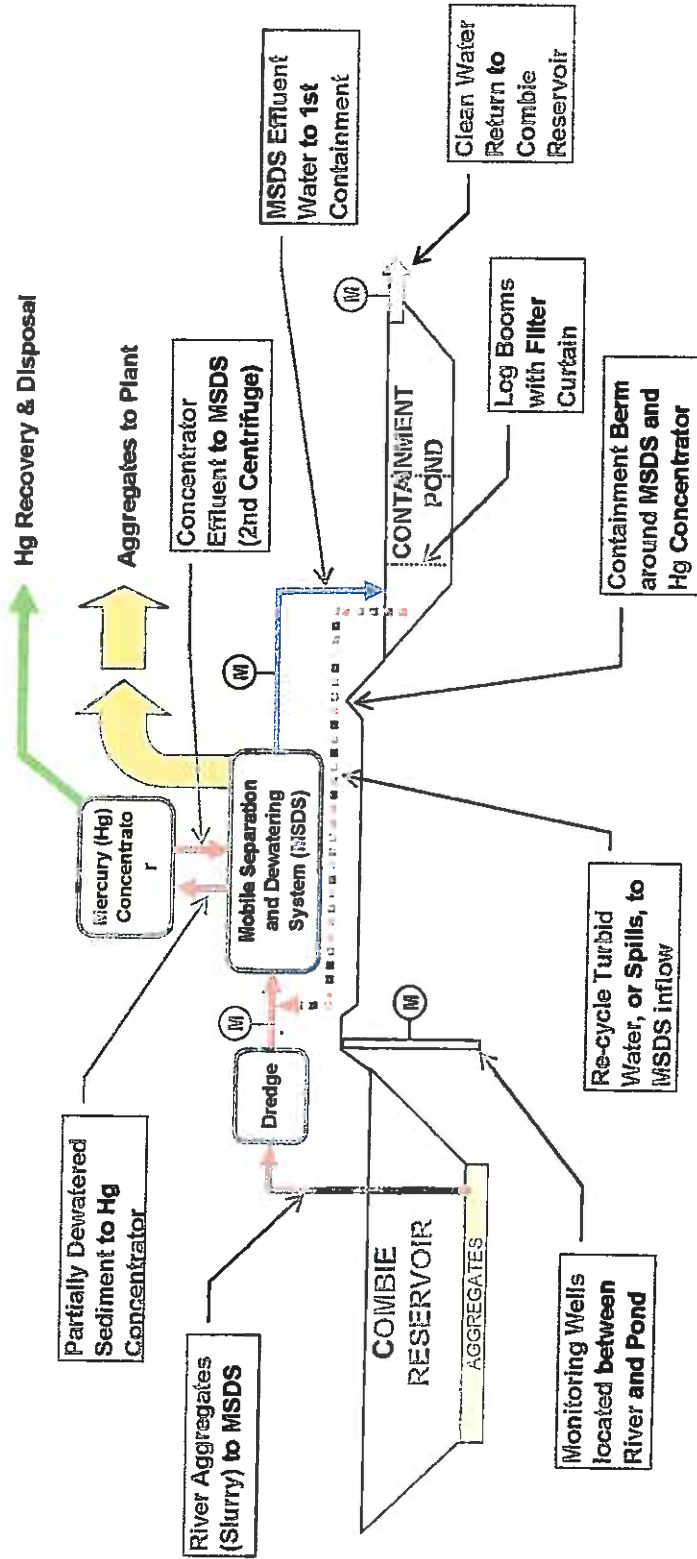 Hg Recovery & Disposal
Aggregates to Plant
Partially Dewatered
Sediment to Hg
Concentrator
Mercury (Hg)
Concentrato
r
Concentrator
Effluent to MSDS
(2nd Centrifuge)
MSDS Effluent
Water to 1st
Containment
River Aggregates
(Slurry) to MSDS
Dredge
M
Mobile Separation
and Dewatering
System (MSDS)
M
M
Clean Water
Return to
Combie
Reservoir
COMBIE
RESERVOIR
AGGREGATES
M
CONTAINMENT
POND
Log Booms
with Filter
Curtain
Monitoring Wells
located between
River and Pond
Re-cycle Turbid
Water, or Spills, to
MSDS inflow
Containment Berm
around MSDS and
Hg Concentrator